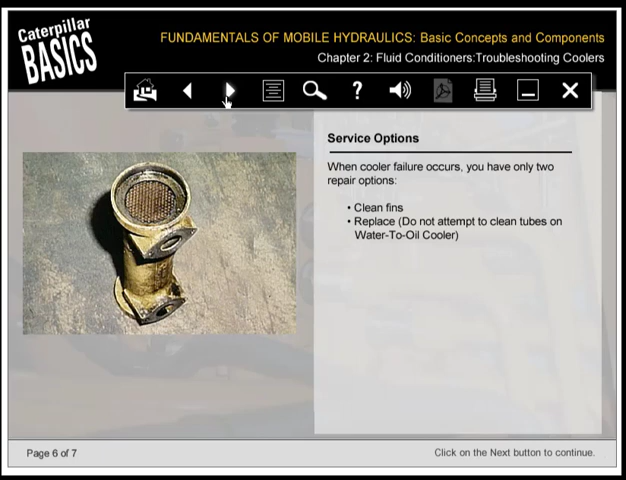 Caterpillar
BASICS
FUNDAMENTALS OF MOBILE HYDRAULICS: Basic Concepts and Components
Chapter 2: Fluid Conditioners:Troubleshooting Coolers
?
Service Options
When cooler failure occurs, you have only two
repair options:
• Clean fins
• Replace (Do not attempt to clean tubes on
Water-To-Oil Cooler)
Page 6 of 7
Click on the Next button to continue.